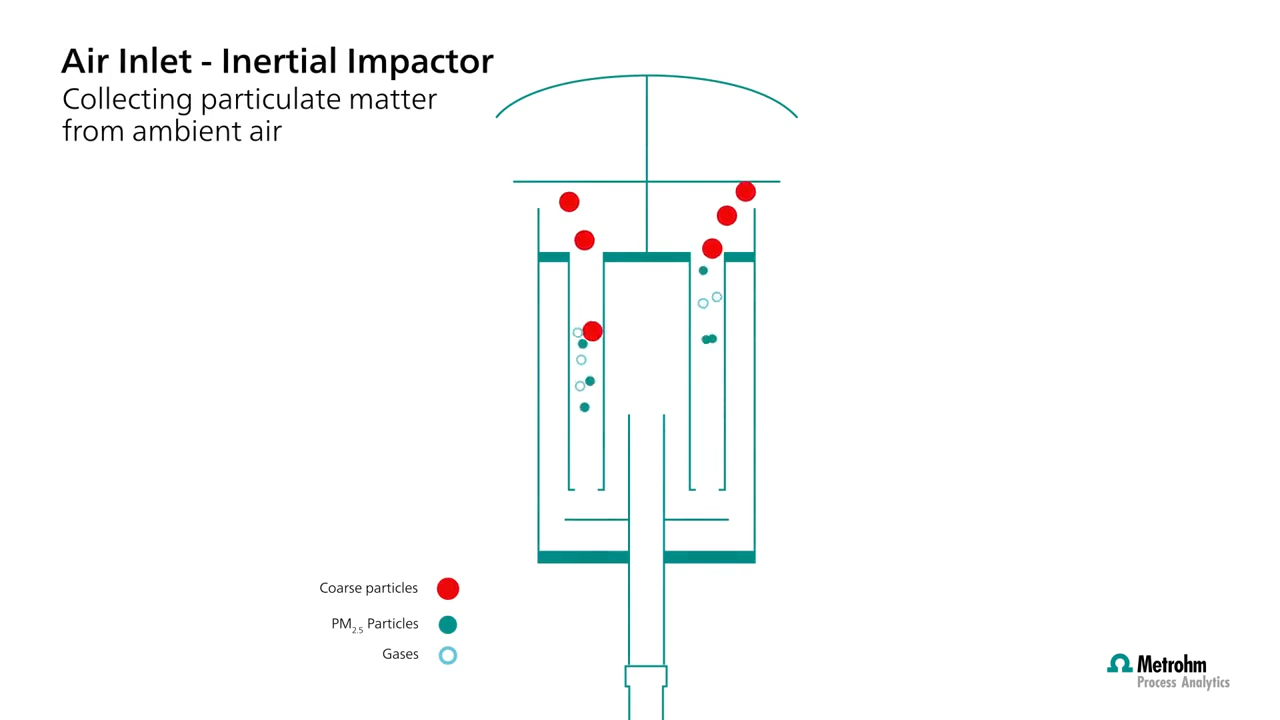 Air Inlet - Inertial Impactor
Collecting particulate matter
from ambient air
Coarse particles
PM2.5 Particles
Gases
Metrohm
Process Analytics